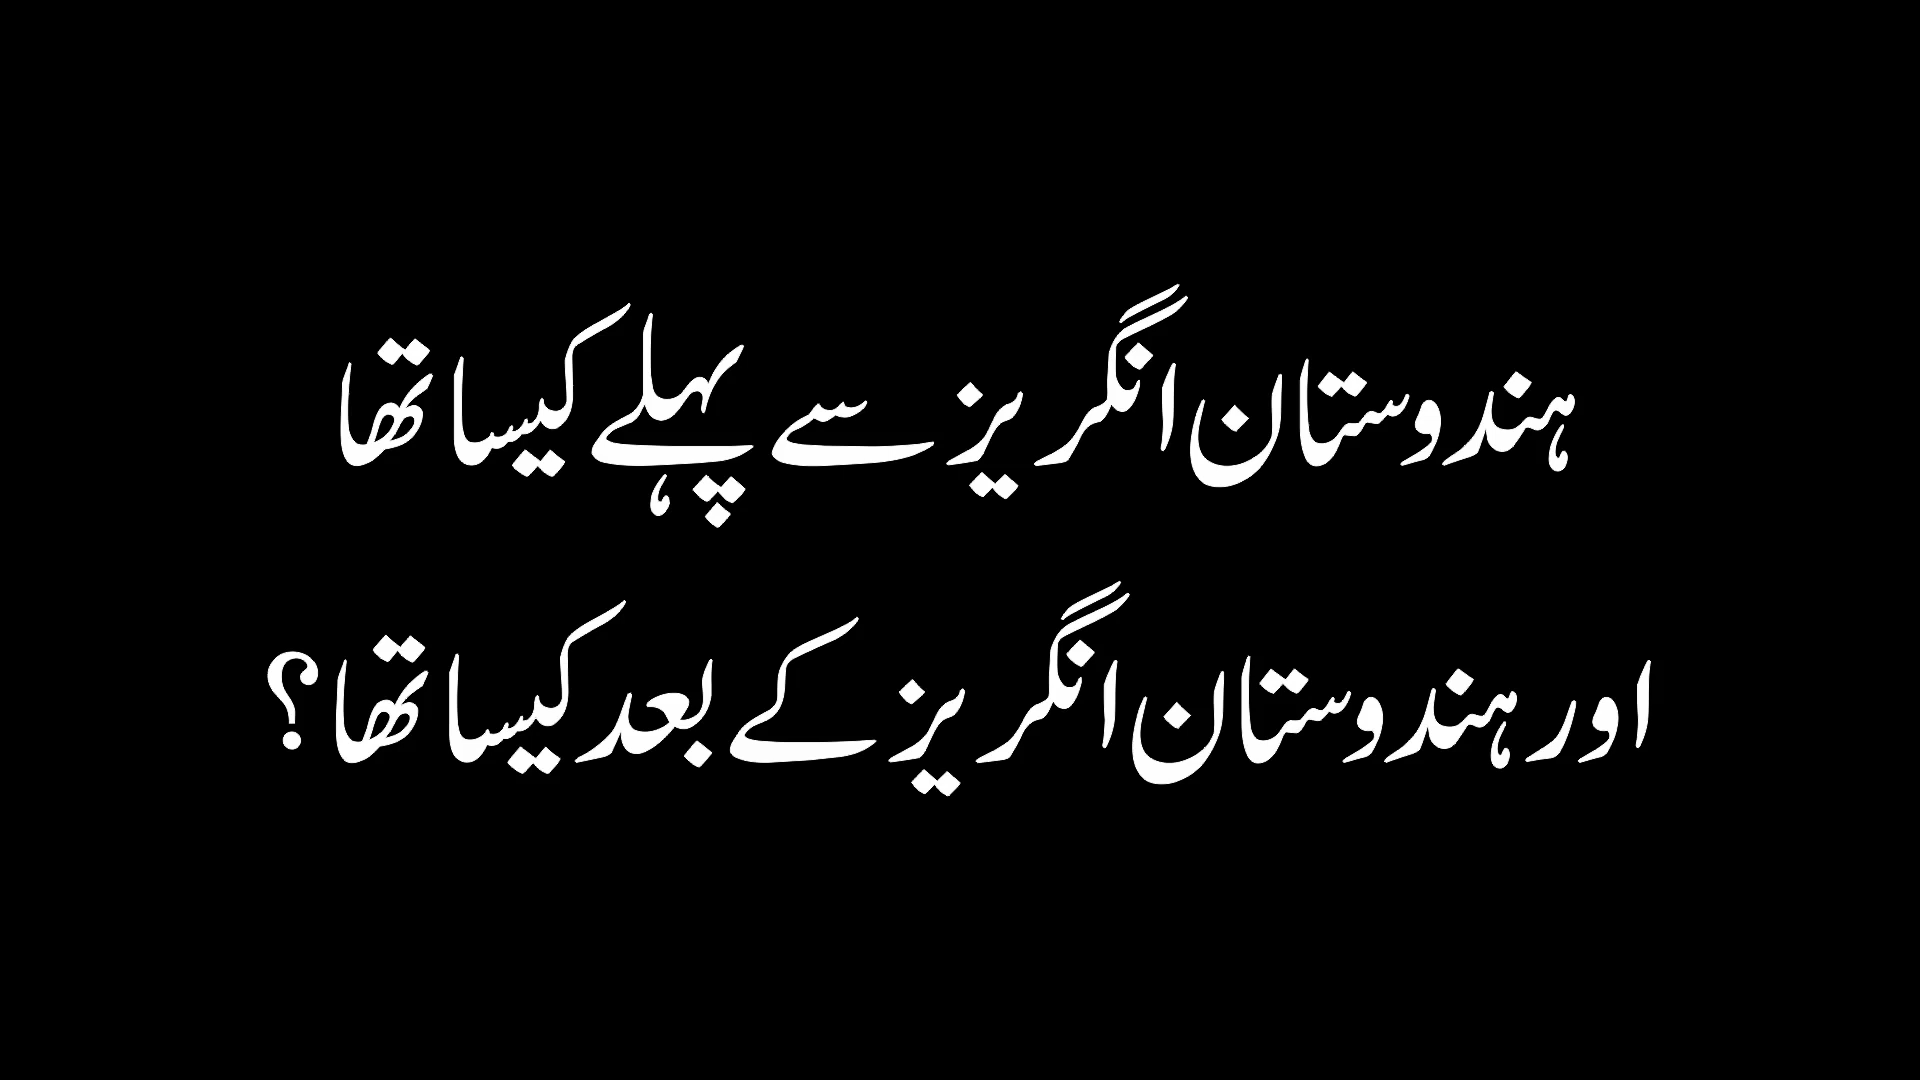 ہندوستان انگریز سے پہلے کیسا تھا
اور ہندوستان انگریز کے بعد کیسا تھا؟